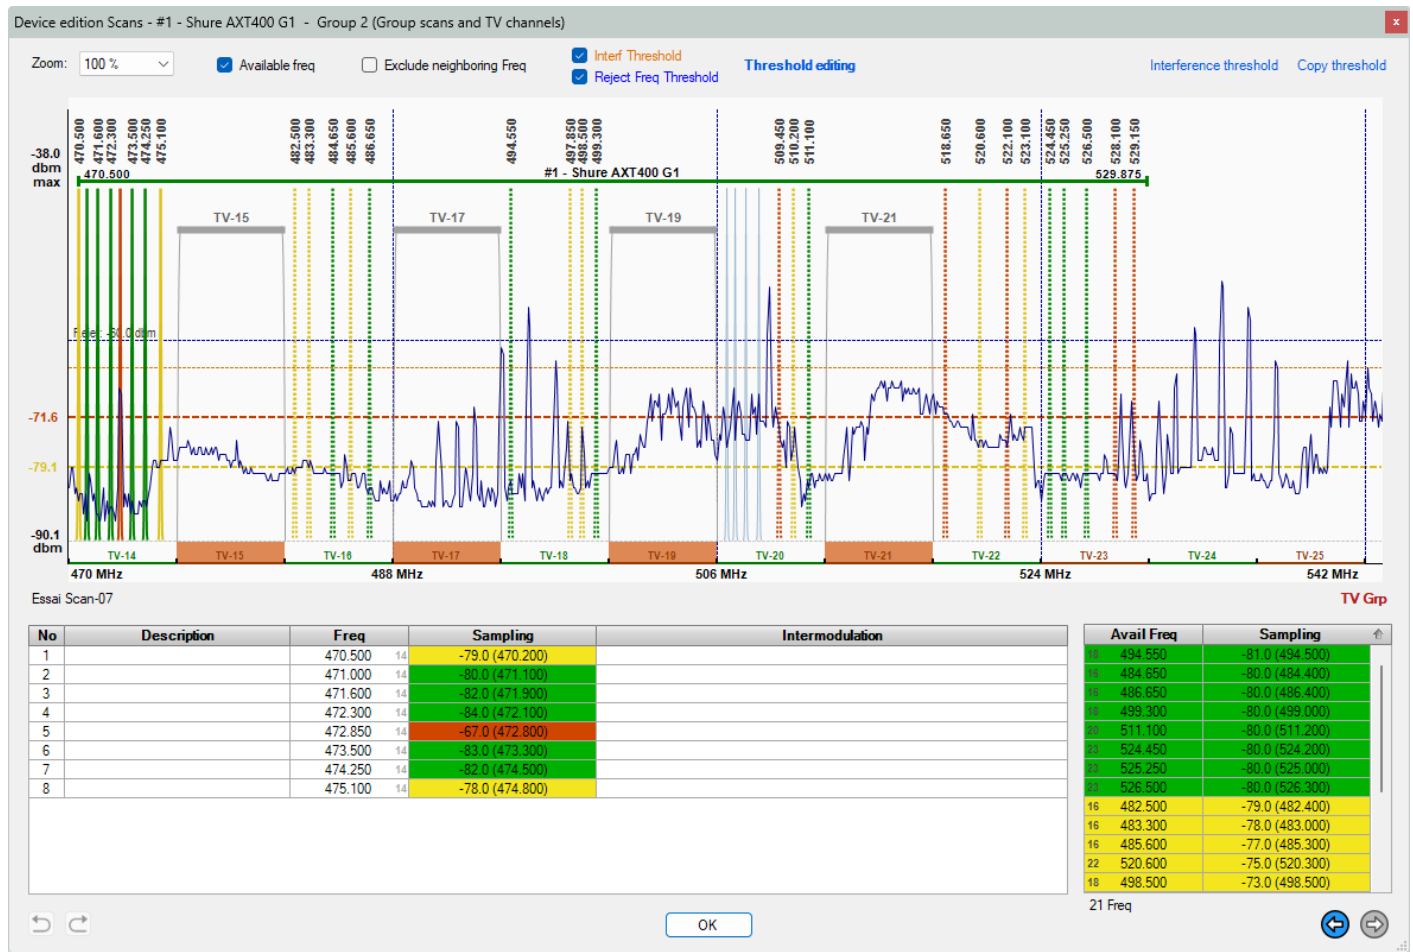 Device edition Scans - #1 - Shure AXT400 G1 - Group 2 (Group scans and TV channels)
x
Zoom:
100 %
Available freq
Exclude neighboring Freq
Interf Threshold
Reject Freq Threshold
Threshold editing
Interference threshold
Copy threshold
470.500
471.600
472.300
473.500
474.250
475.100
482.500
483.300
484.650
485.600
486.650
494.550
497.850
498.500
499.300
509.450
510.200
511.100
518.650
520.600
522.100
523.100
524.450
525.250
526.500
528.100
529.150
-38.0
dbm
max
470.500
#1 - Shure AXT400 G1
529.875
TV-15
TV-17
TV-19
TV-21
-71.6
-79.1
-90.1
dbm
TV-14
TV-15
TV-16
TV-17
TV-18
TV-19
TV-20
TV-21
TV-22
TV-23
TV-24
TV-25
470 MHz
488 MHz
506 MHz
524 MHz
542 MHz
Essai Scan-07
TV Grp
No Description Freq Sampling Intermodulation
1 470.500 14 -79.0 (470.200)
2 471.000 14 -80.0 (471.100)
3 471.600 14 -82.0 (471.900)
4 472.300 14 -84.0 (472.100)
5 472.850 14 -67.0 (472.800)
6 473.500 14 -83.0 (473.300)
7 474.250 14 -82.0 (474.500)
8 475.100 14 -78.0 (474.800)
Avail Freq Sampling
18 494.550 -81.0 (494.500)
16 484.650 -80.0 (484.400)
16 486.650 -80.0 (486.400)
18 499.300 -80.0 (499.000)
20 511.100 -80.0 (511.200)
23 524.450 -80.0 (524.200)
23 525.250 -80.0 (525.000)
23 526.500 -80.0 (526.300)
16 482.500 -79.0 (482.400)
16 483.300 -78.0 (483.000)
16 485.600 -77.0 (485.300)
22 520.600 -75.0 (520.300)
18 498.500 -73.0 (498.500)
21 Freq
OK